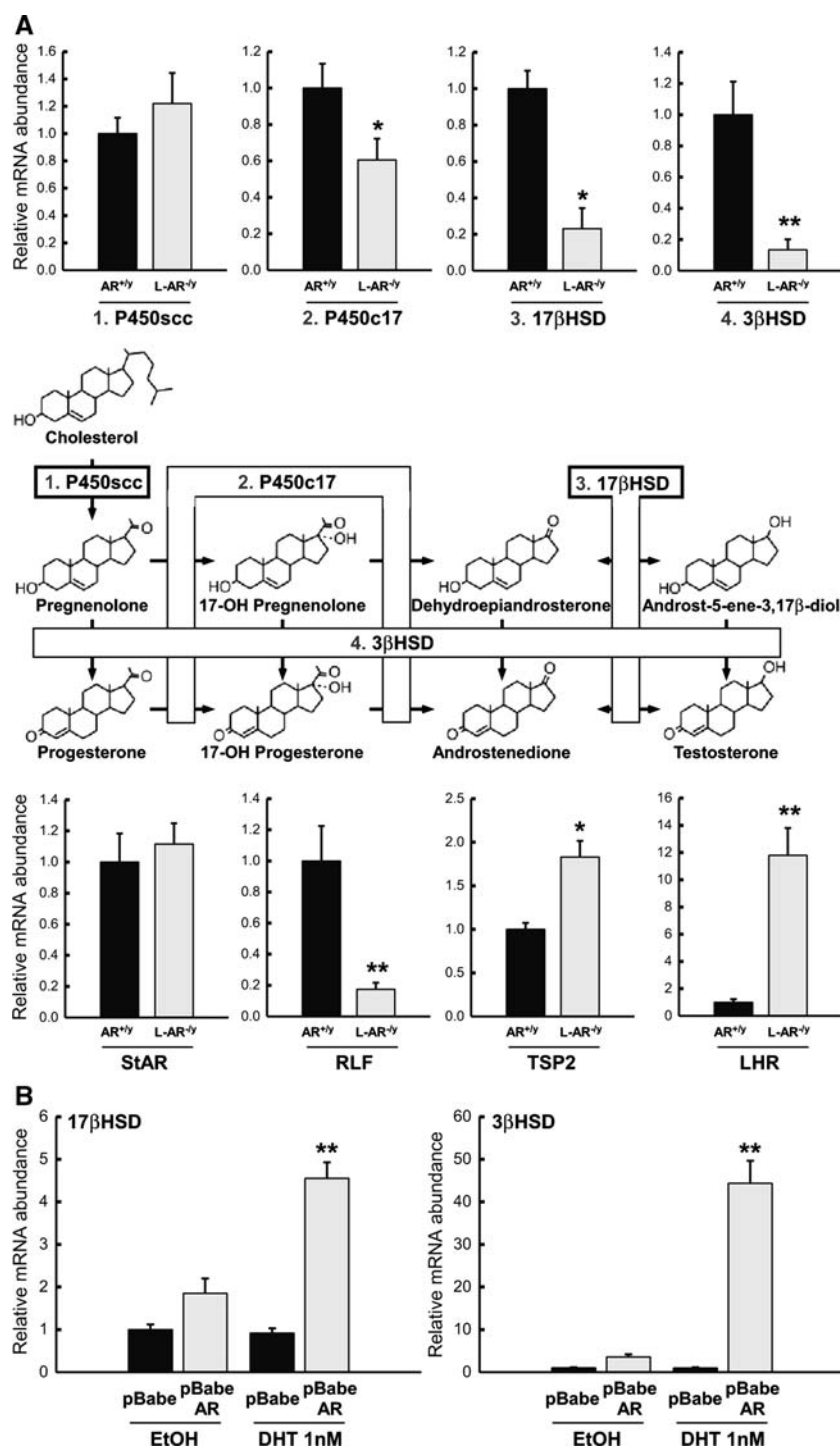 A
Relative mRNA abundance
1.6
1.4
1.2
1.0
0.8
0.6
0.4
0.2
0.0
AR+/y L-AR-/y
1. P450scc
1.2
1.0
0.8
0.6
0.4
0.2
0.0
*
AR+/y L-AR-/y
2. P450c17
1.2
1.0
0.8
0.6
0.4
0.2
0.0
*
AR+/y L-AR-/y
3. 17βHSD
1.4
1.2
1.0
0.8
0.6
0.4
0.2
0.0
**
AR+/y L-AR-/y
4. 3βHSD
HO
Cholesterol
1. P450scc
2. P450c17
3. 17βHSD
O
HO
Pregnenolone
O
OH
HO
17-OH Pregnenolone
O
HO
Dehydroepiandrosterone
OH
HO
Androst-5-ene-3,17β-diol
4. 3βHSD
O
O
Progesterone
O
OH
O
17-OH Progesterone
O
O
Androstenedione
OH
O
Testosterone
Relative mRNA abundance
1.4
1.2
1.0
0.8
0.6
0.4
0.2
0.0
AR+/y L-AR-/y
StAR
1.4
1.2
1.0
0.8
0.6
0.4
0.2
0.0
**
AR+/y L-AR-/y
RLF
2.5
2.0
1.5
1.0
0.5
0.0
*
AR+/y L-AR-/y
TSP2
16
14
12
10
8
6
4
2
0
**
AR+/y L-AR-/y
LHR
B
Relative mRNA abundance
17βHSD
6
5
4
3
2
1
0
**
pBabe pBabe AR pBabe pBabe AR
EtOH DHT 1nM
Relative mRNA abundance
3βHSD
60
50
40
30
20
10
0
**
pBabe pBabe AR pBabe pBabe AR
EtOH DHT 1nM